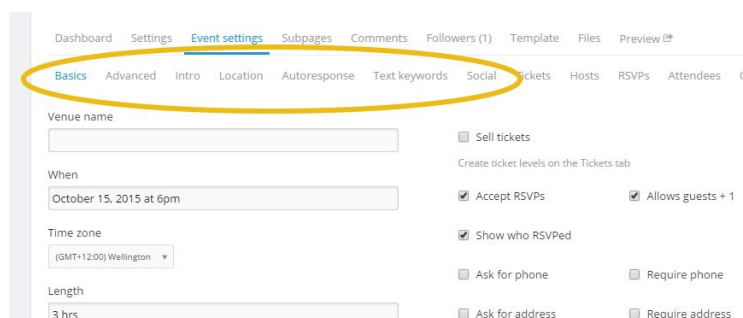 Dashboard Settings Event settings Subpages Comments Followers (1) Template Files Preview
Basics Advanced Intro Location Autoresponse Text keywords Social Tickets Hosts RSVPs Attendees
Venue name
Sell tickets
Create ticket levels on the Tickets tab
When
October 15, 2015 at 6pm
Accept RSVPs Allows guests + 1
Time zone
Show who RSVPed
(GMT+12:00) Wellington
Ask for phone Require phone
Length
3 hrs
Ask for address Require address